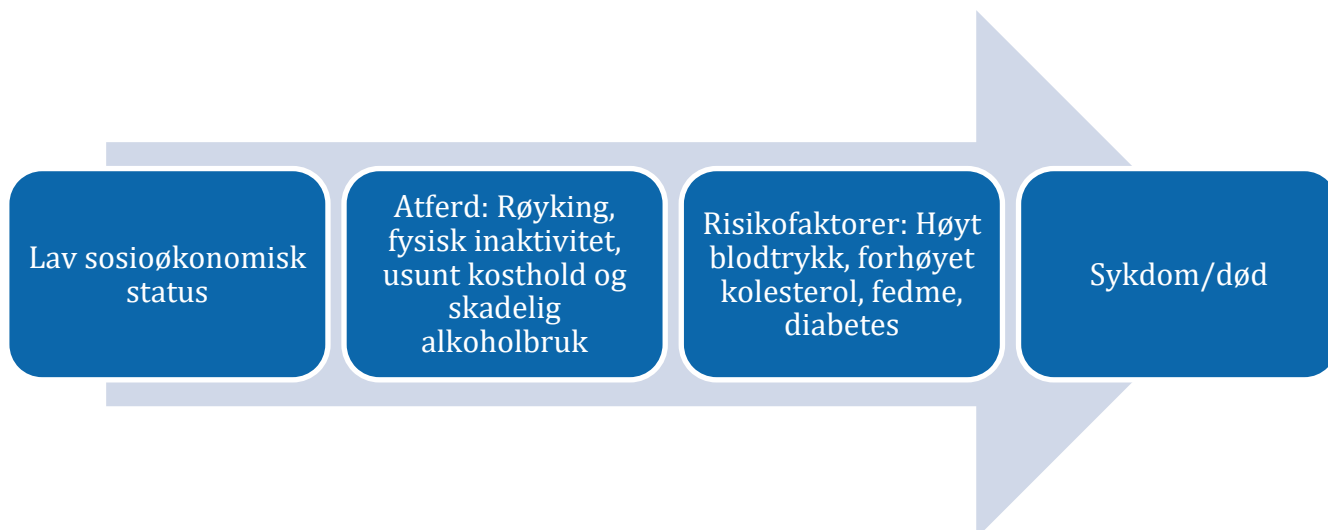 Lav sosioøkonomisk
status
Atferd: Røyking,
fysisk inaktivitet,
usunt kosthold og
skadelig
alkoholbruk
Risikofaktorer: Høyt
blodtrykk, forhøyet
kolesterol, fedme,
diabetes
Sykdom/død